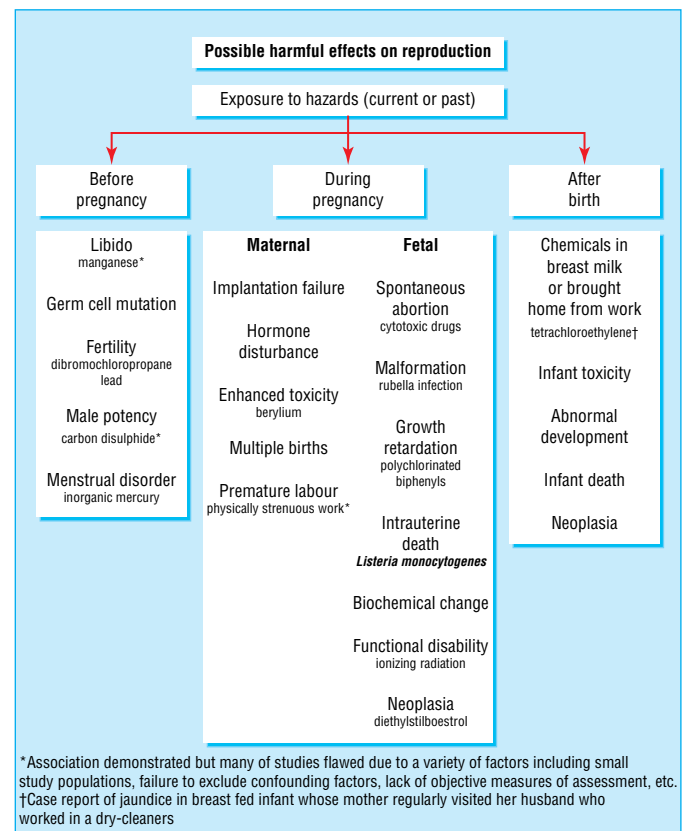 Possible harmful effects on reproduction
Exposure to hazards (current or past)
Before
pregnancy
Libido
manganese*
Germ cell mutation
Fertility
dibromochloropropane
lead
Male potency
carbon disulphide*
Menstrual disorder
inorganic mercury
During
pregnancy
Maternal
Implantation failure
Hormone
disturbance
Enhanced toxicity
berylium
Multiple births
Premature labour
physically strenuous work*
Fetal
Spontaneous
abortion
cytotoxic drugs
Malformation
rubella infection
Growth
retardation
polychlorinated
biphenyls
Intrauterine
death
Listeria monocytogenes
Biochemical change
Functional disability
ionizing radiation
Neoplasia
diethylstilboestrol
After
birth
Chemicals in
breast milk
or brought
home from work
tetrachloroethylene†
Infant toxicity
Abnormal
development
Infant death
Neoplasia
*Association demonstrated but many of studies flawed due to a variety of factors including small
study populations, failure to exclude confounding factors, lack of objective measures of assessment, etc.
†Case report of jaundice in breast fed infant whose mother regularly visited her husband who
worked in a dry-cleaners